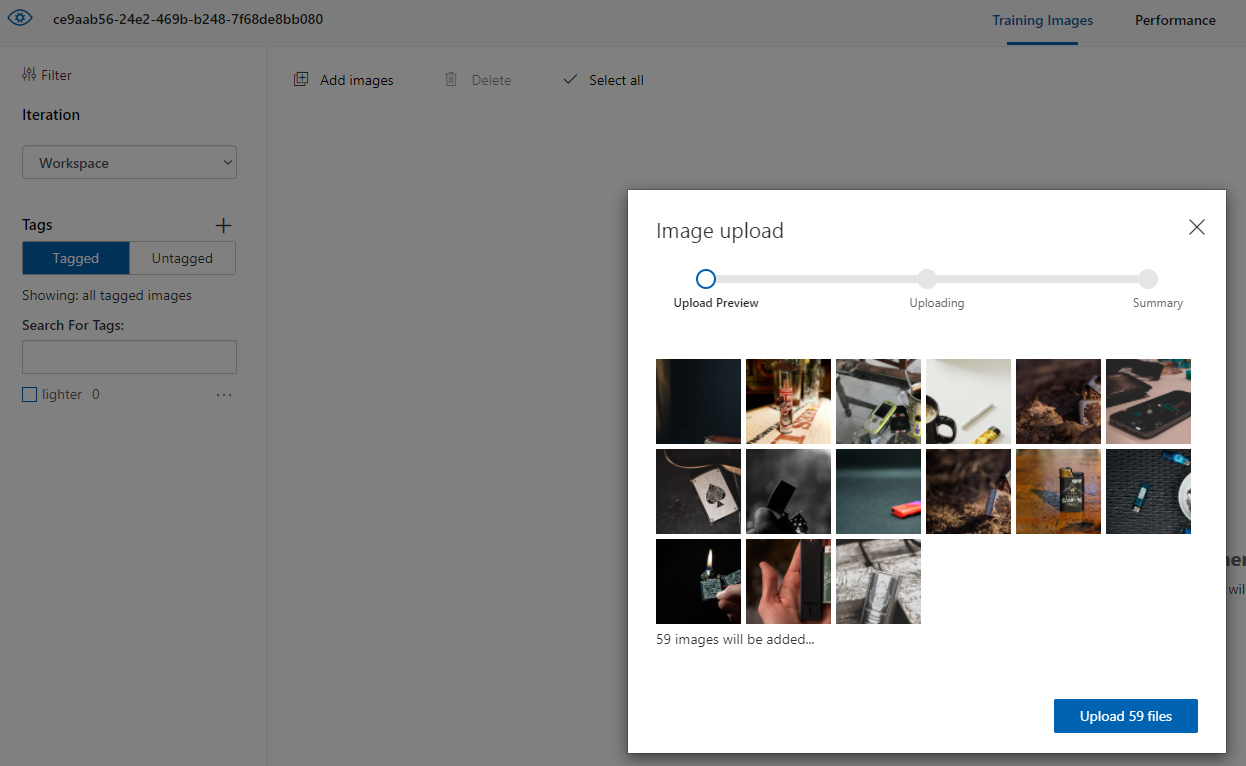 ce9aab56-24e2-469b-b248-7f68de8bb080
Training Images
Performance
Filter
Iteration
Workspace
Tags
Tagged
Untagged
Showing: all tagged images
Search For Tags:
lighter 0
...
Add images
Delete
Select all
Image upload
Upload Preview
Uploading
Summary
59 images will be added...
Upload 59 files
will